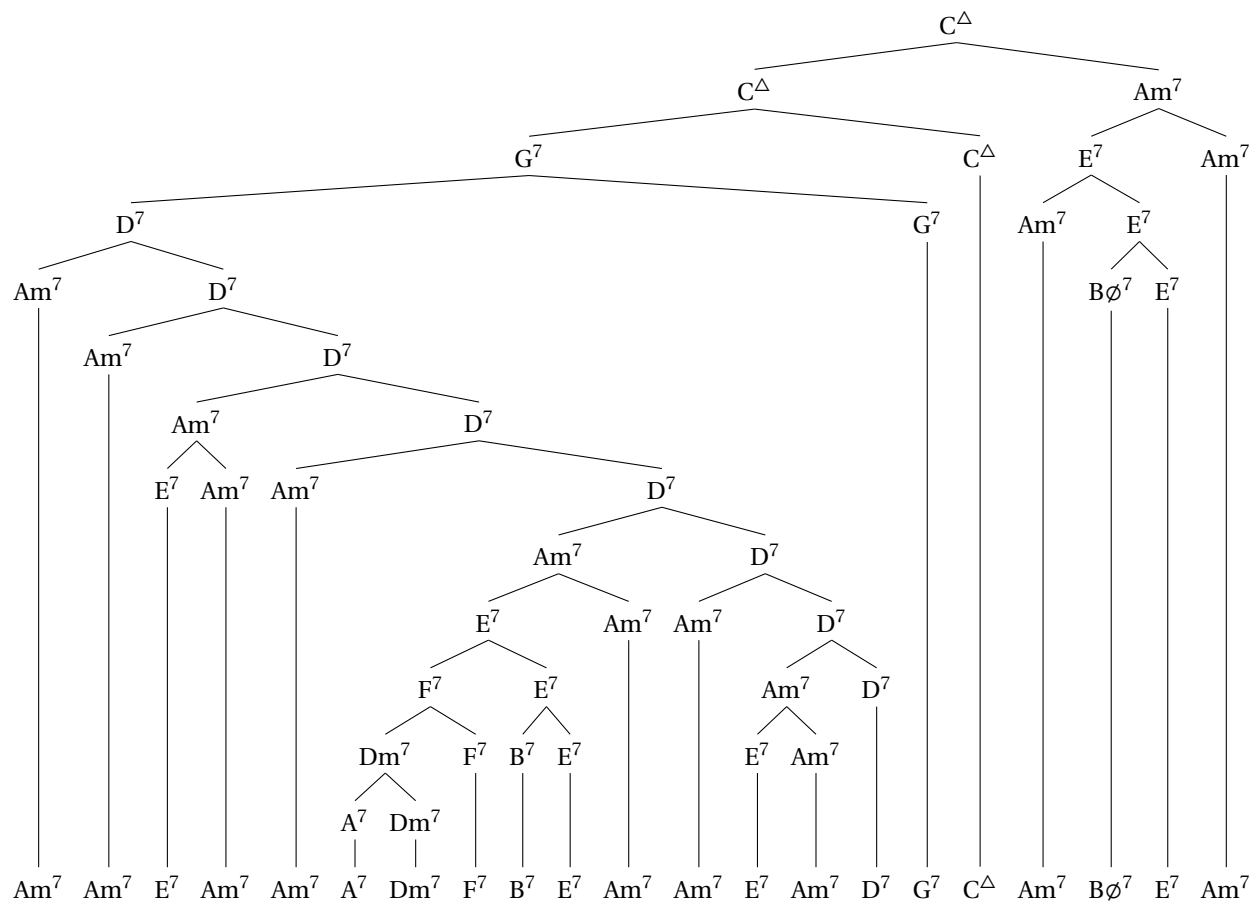 C△
C△ Am⁷
G⁷ C△ E⁷ Am⁷
D⁷ G⁷ Am⁷ E⁷
Am⁷ D⁷ Bø⁷ E⁷
Am⁷ D⁷
Am⁷ D⁷
E⁷ Am⁷ Am⁷ D⁷
Am⁷ D⁷
E⁷ Am⁷ Am⁷ D⁷
F⁷ E⁷ Am⁷ D⁷
Dm⁷ F⁷ B⁷ E⁷ E⁷ Am⁷
A⁷ Dm⁷
Am⁷ Am⁷ E⁷ Am⁷ Am⁷ A⁷ Dm⁷ F⁷ B⁷ E⁷ Am⁷ Am⁷ E⁷ Am⁷ D⁷ G⁷ C△ Am⁷ Bø⁷ E⁷ Am⁷